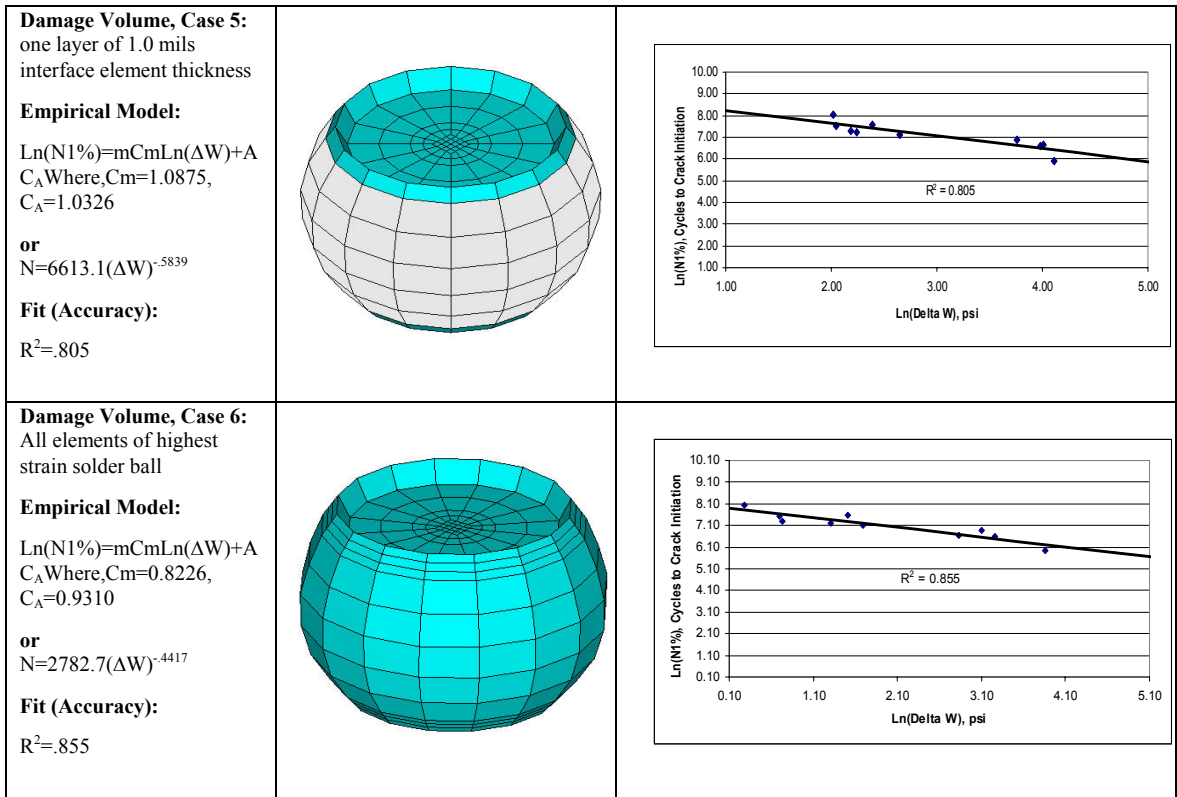 Damage Volume, Case 5:
one layer of 1.0 mils
interface element thickness
Empirical Model:
Ln(N1%)=mCmLn(ΔW)+A
C_AWhere,Cm=1.0875,
C_A=1.0326
or
N=6613.1(ΔW)^-.5839
Fit (Accuracy):
R²=.805
Ln(N1%), Cycles to Crack Initiation
10.00
9.00
8.00
7.00
6.00
5.00
4.00
3.00
2.00
1.00
R² = 0.805
1.00 2.00 3.00 4.00 5.00
Ln(Delta W), psi
Damage Volume, Case 6:
All elements of highest
strain solder ball
Empirical Model:
Ln(N1%)=mCmLn(ΔW)+A
C_AWhere,Cm=0.8226,
C_A=0.9310
or
N=2782.7(ΔW)^-.4417
Fit (Accuracy):
R²=.855
Ln(N1%), Cycles to Crack Initiation
10.10
9.10
8.10
7.10
6.10
5.10
4.10
3.10
2.10
1.10
0.10
R² = 0.855
0.10 1.10 2.10 3.10 4.10 5.10
Ln(Delta W), psi